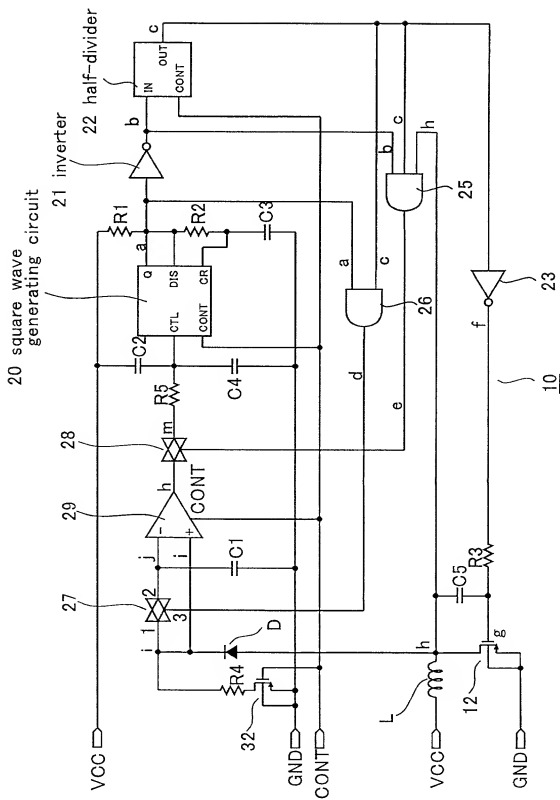 20 square wave
generating circuit
21 inverter
22 half-divider
VCC
R1
a
b
c
IN
OUT
CONT
Q
DIS
CR
CTL
CONT
R2
C3
C2
C4
R5
m
28
h
29
CONT
−
+
j
i
C1
27
1
2
3
i
D
R4
32
GND
CONT
d
a
c
26
b
c
h
25
e
h
L
VCC
C5
R3
g
12
GND
f
23
10